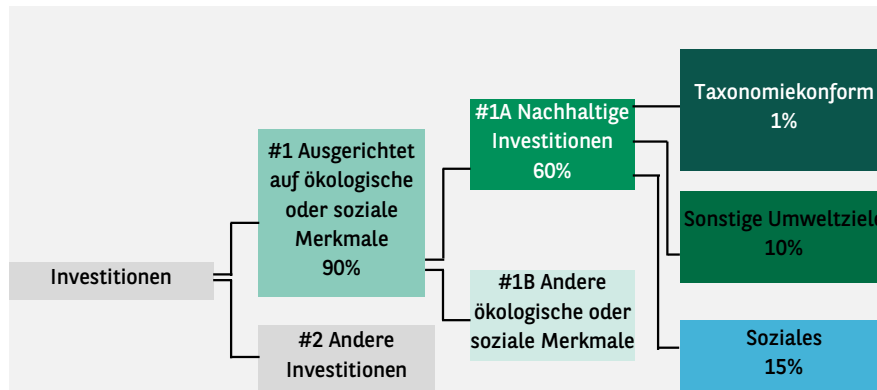 Investitionen
#1 Ausgerichtet
auf ökologische
oder soziale
Merkmale
90%
#2 Andere
Investitionen
#1A Nachhaltige
Investitionen
60%
#1B Andere
ökologische oder
soziale Merkmale
Taxonomiekonform
1%
Sonstige Umweltziele
10%
Soziales
15%